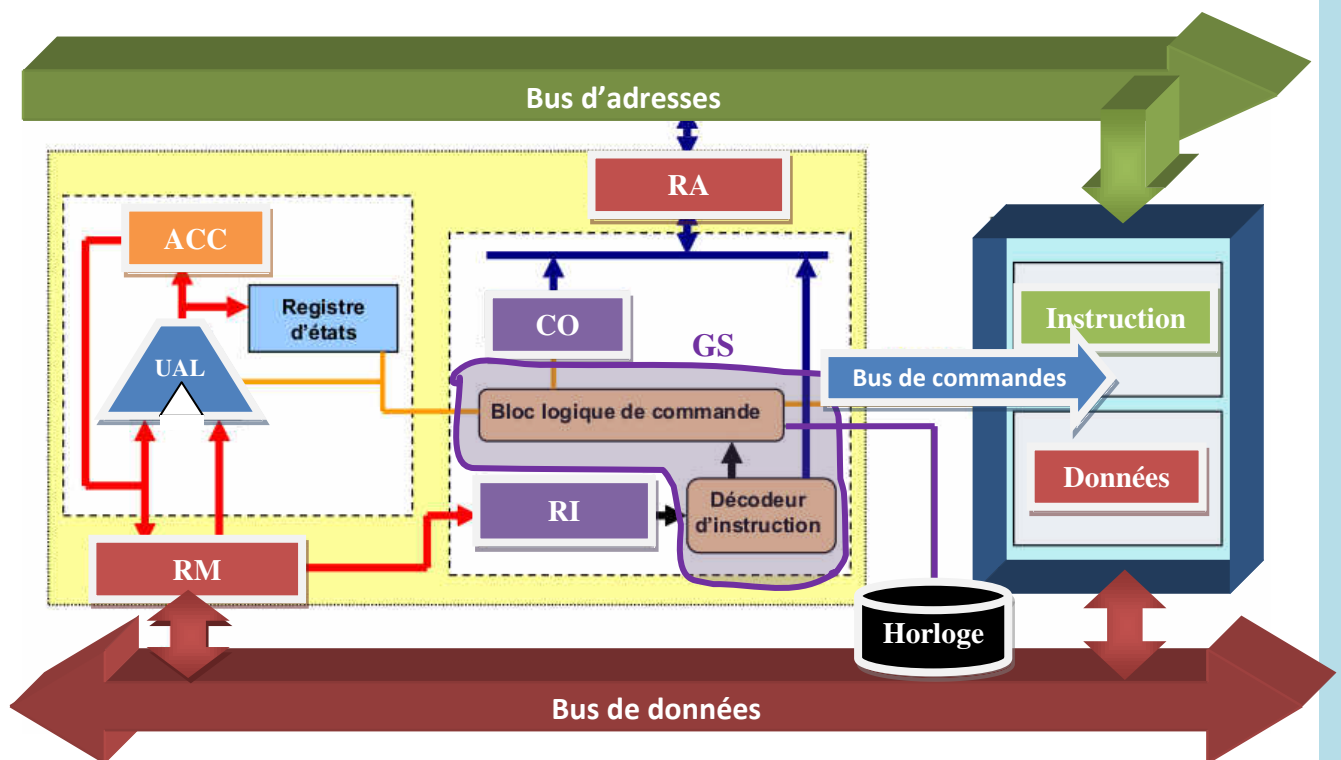 Bus d'adresses
RA
ACC
Registre
d'états
CO
GS
Instruction
UAL
Bus de commandes
Bloc logique de commande
Données
RI
Décodeur
d'instruction
RM
Horloge
Bus de données